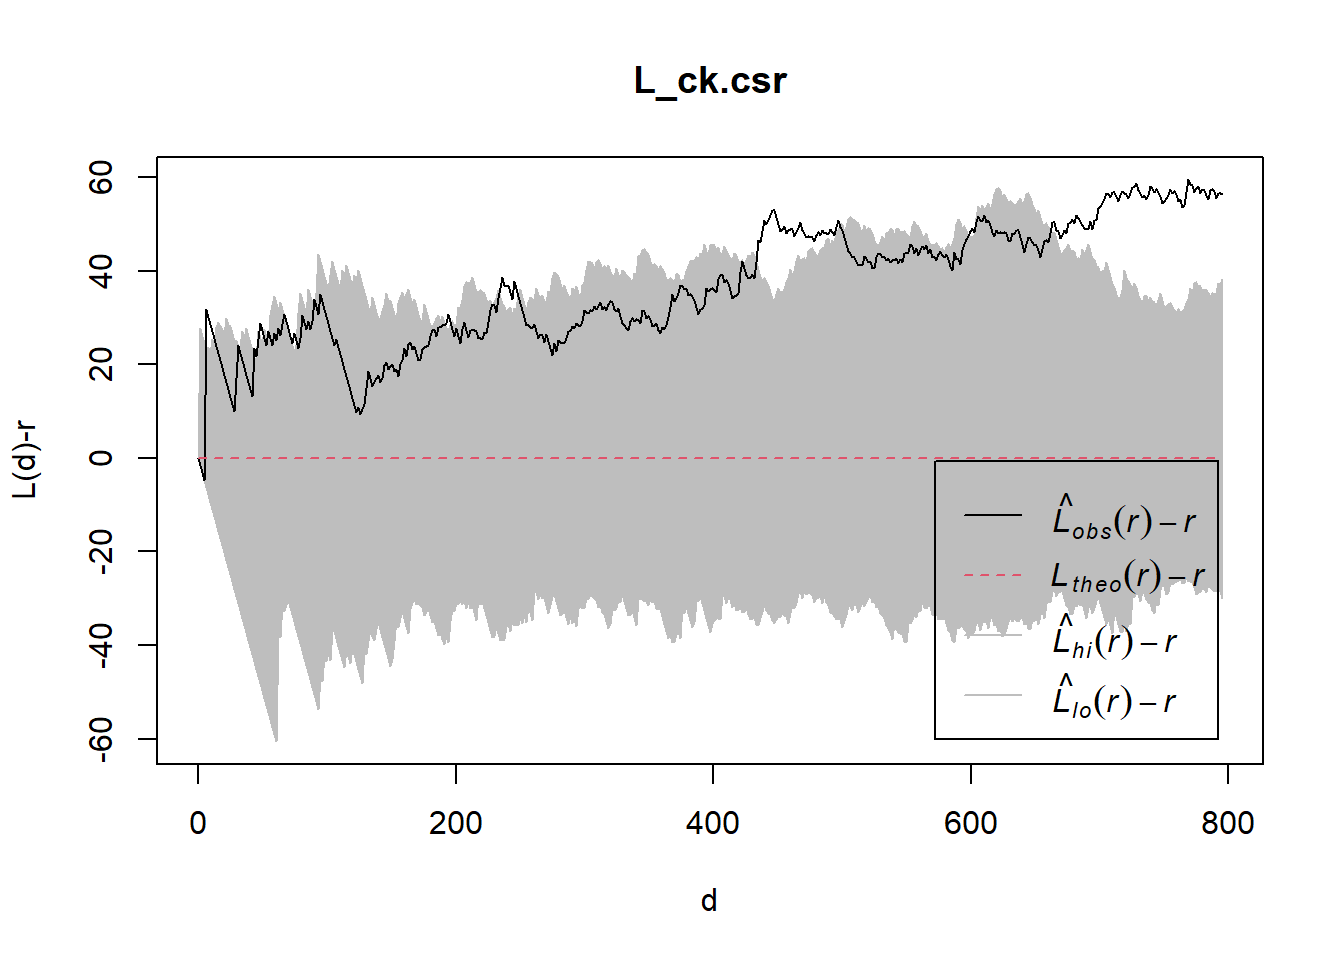 L_ck.csr
L(d)-r
60
40
20
0
-20
-40
-60
L̂obs(r) − r
Ltheo(r) − r
L̂hi(r) − r
L̂lo(r) − r
0 200 400 600 800
d